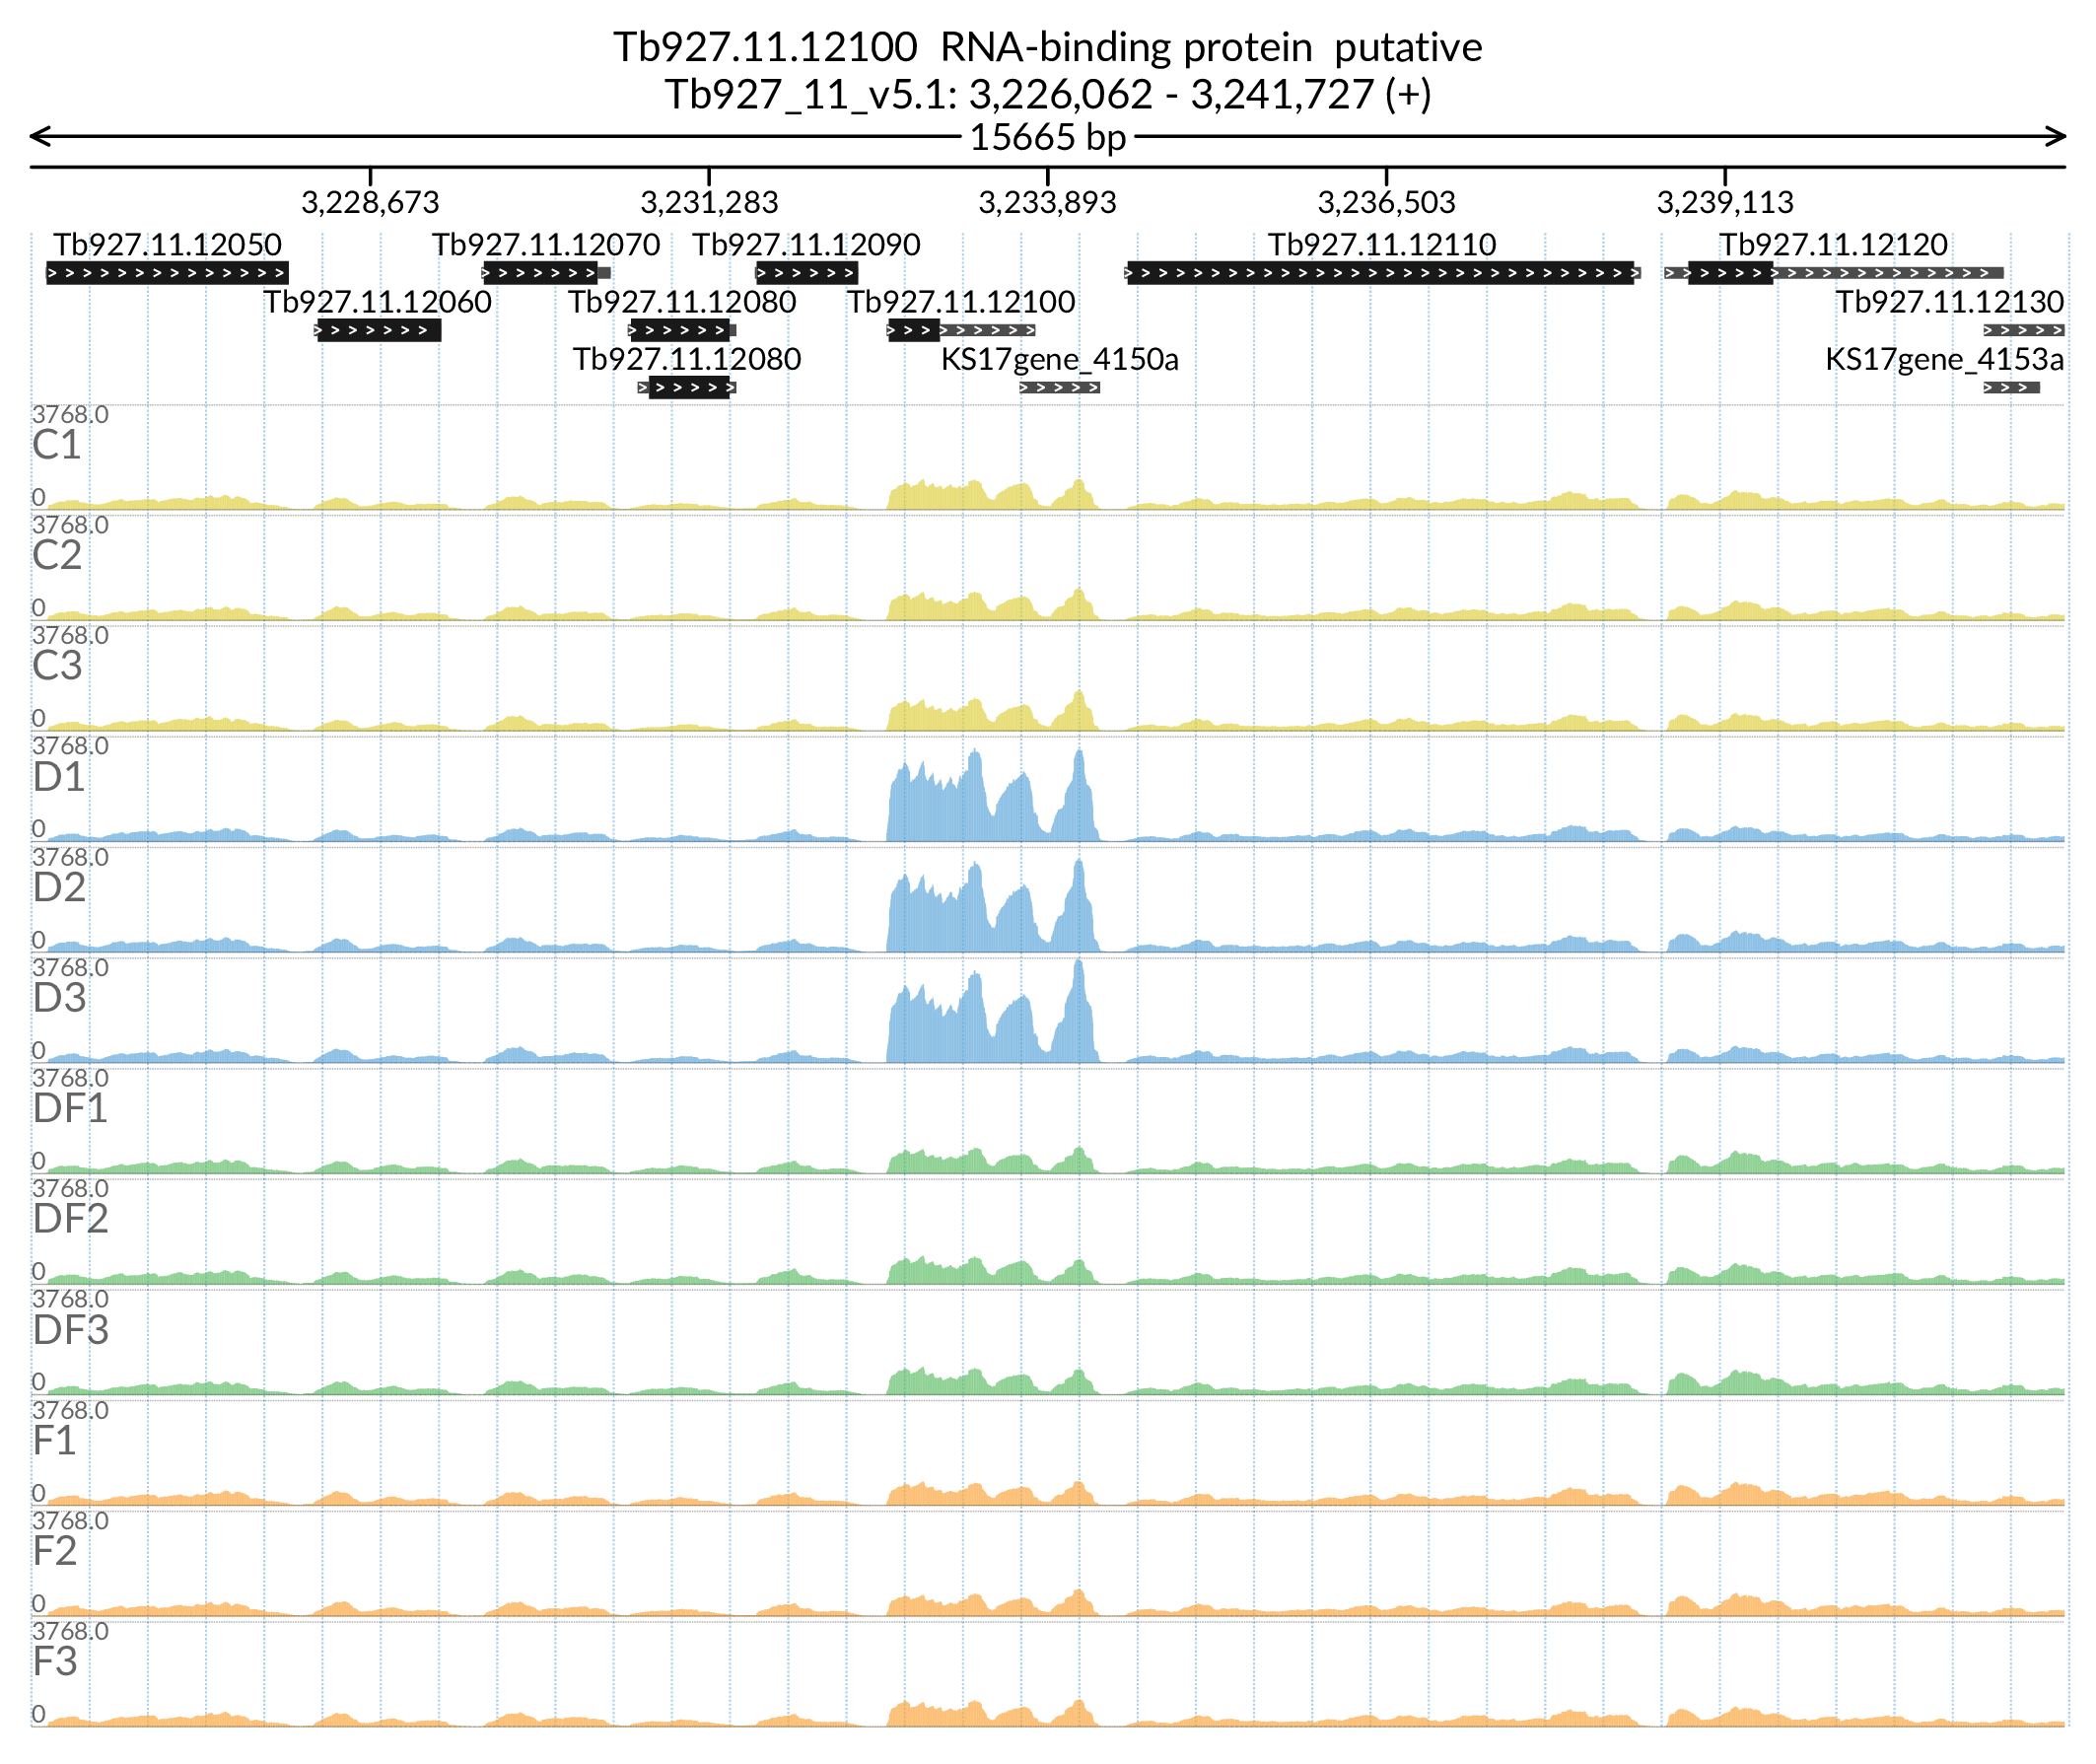 Tb927.11.12100  RNA-binding protein  putative
Tb927_11_v5.1: 3,226,062 - 3,241,727 (+)
15665 bp
3,228,673 3,231,283 3,233,893 3,236,503 3,239,113
Tb927.11.12050 Tb927.11.12070 Tb927.11.12090 Tb927.11.12110 Tb927.11.12120
Tb927.11.12060 Tb927.11.12080 Tb927.11.12100 Tb927.11.12130
Tb927.11.12080 KS17gene_4150a KS17gene_4153a
3768.0
C1
0
3768.0
C2
0
3768.0
C3
0
3768.0
D1
0
3768.0
D2
0
3768.0
D3
0
3768.0
DF1
0
3768.0
DF2
0
3768.0
DF3
0
3768.0
F1
0
3768.0
F2
0
3768.0
F3
0